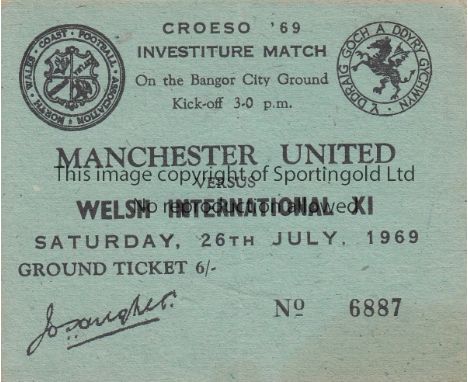 CROESO '69
INVESTITURE MATCH
On the Bangor City Ground
Kick-off 3-0 p.m.
NORTH WALES COAST FOOTBALL ASSOCIATION
Y DDRAIG GOCH A DDYRY GYCHWYN
MANCHESTER UNITED
This image copyright of Sportingold Ltd
VERSUS
WELSH INTERNATIONAL XI
No reproduction allowed
SATURDAY, 26TH JULY, 1969
GROUND TICKET 6/-
Nº 6887